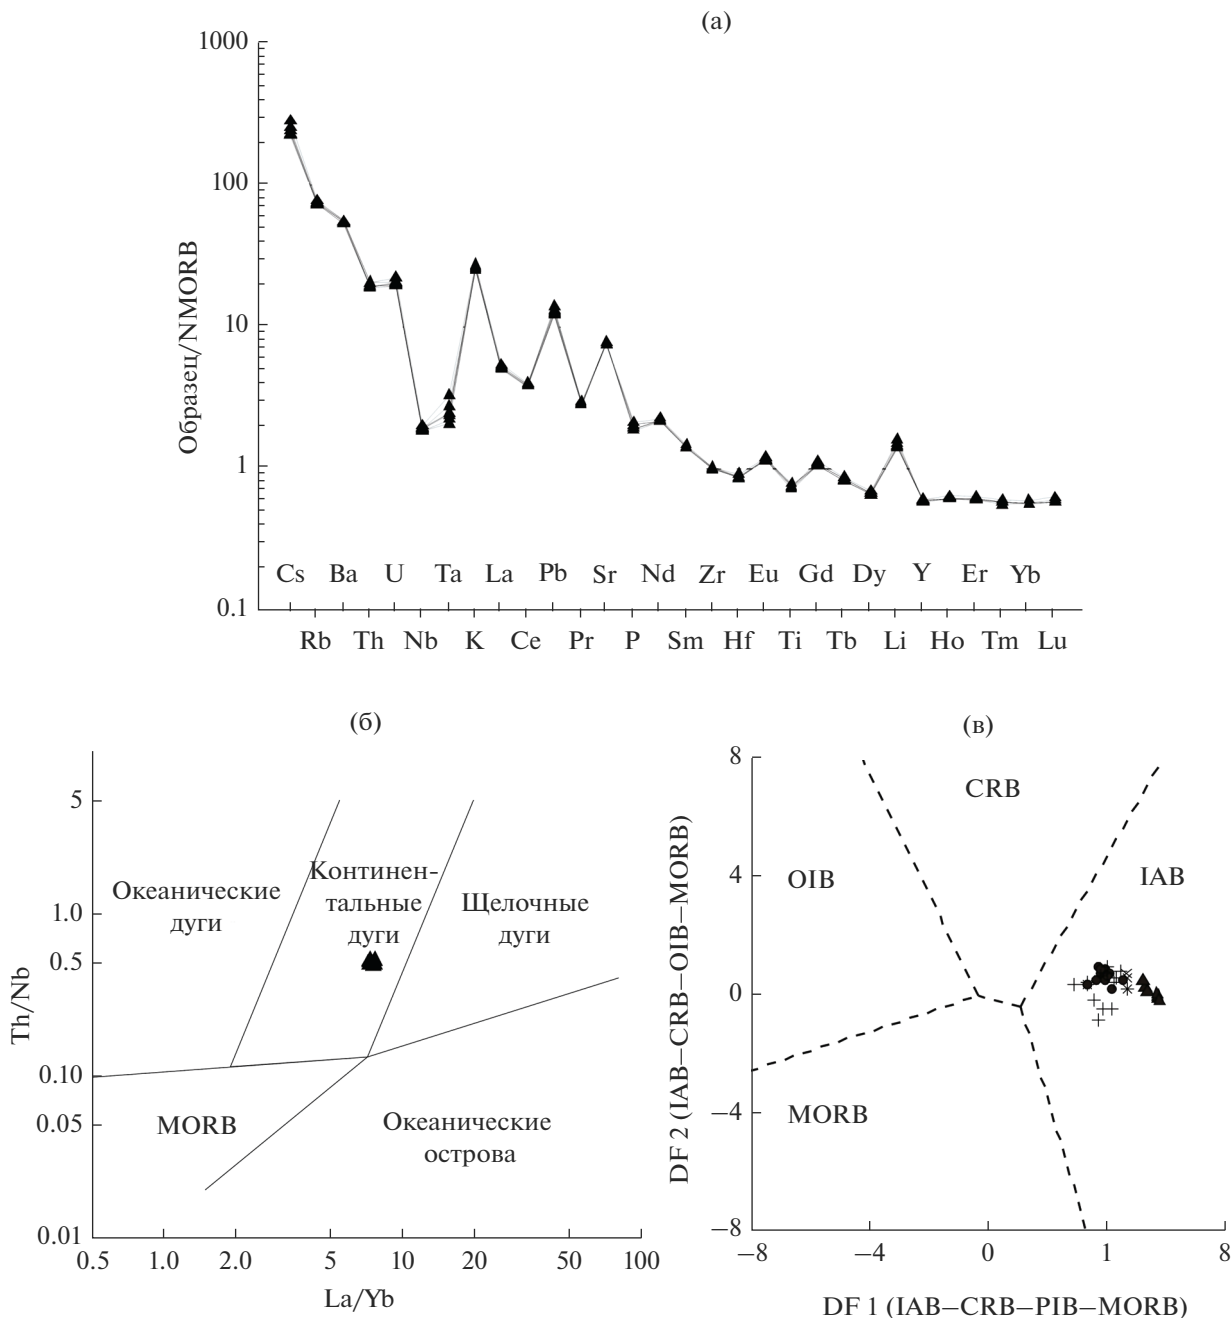 (а)
1000
100
10
1
0.1
Образец/NMORB
Cs Ba U Ta La Pb Sr Nd Zr Eu Gd Dy Y Er Yb
Rb Th Nb K Ce Pr P Sm Hf Ti Tb Li Ho Tm Lu
(б)
5
1.0
0.5
0.10
0.05
0.01
Th/Nb
Океанические
дуги
Континен-
тальные
дуги
Щелочные
дуги
MORB
Океанические
острова
0.5 1.0 2.0 5 10 20 50 100
La/Yb
(в)
8
4
0
−4
−8
DF 2 (IAB−CRB−OIB−MORB)
CRB
OIB
IAB
MORB
−8 −4 0 1 8
DF 1 (IAB−CRB−PIB−MORB)